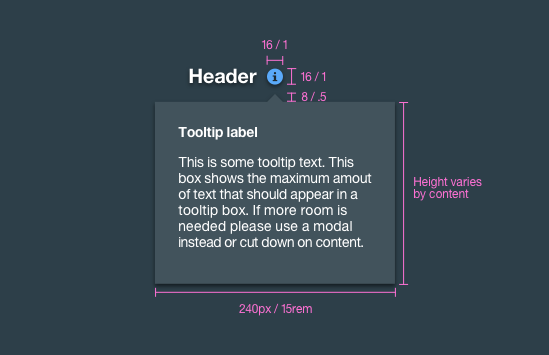 16 / 1
Header i 16 / 1
8 / .5
Tooltip label
This is some tooltip text. This
box shows the maximum amout
of text that should appear in a
tooltip box. If more room is
needed please use a modal
instead or cut down on content.
Height varies
by content
240px / 15rem